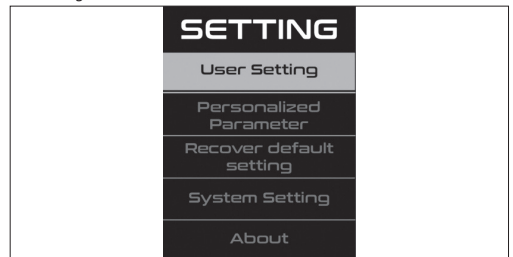 SETTING
User Setting
Personalized
Parameter
Recover default
setting
System Setting
About